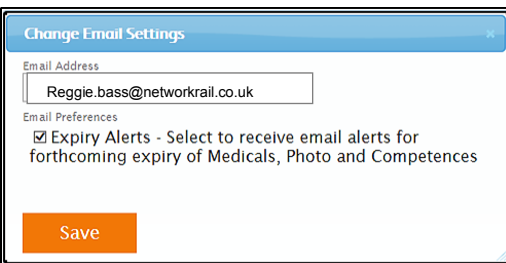 Change Email Settings
Email Address
Reggie.bass@networkrail.co.uk
Email Preferences
Expiry Alerts - Select to receive email alerts for
forthcoming expiry of Medicals, Photo and Competences
Save